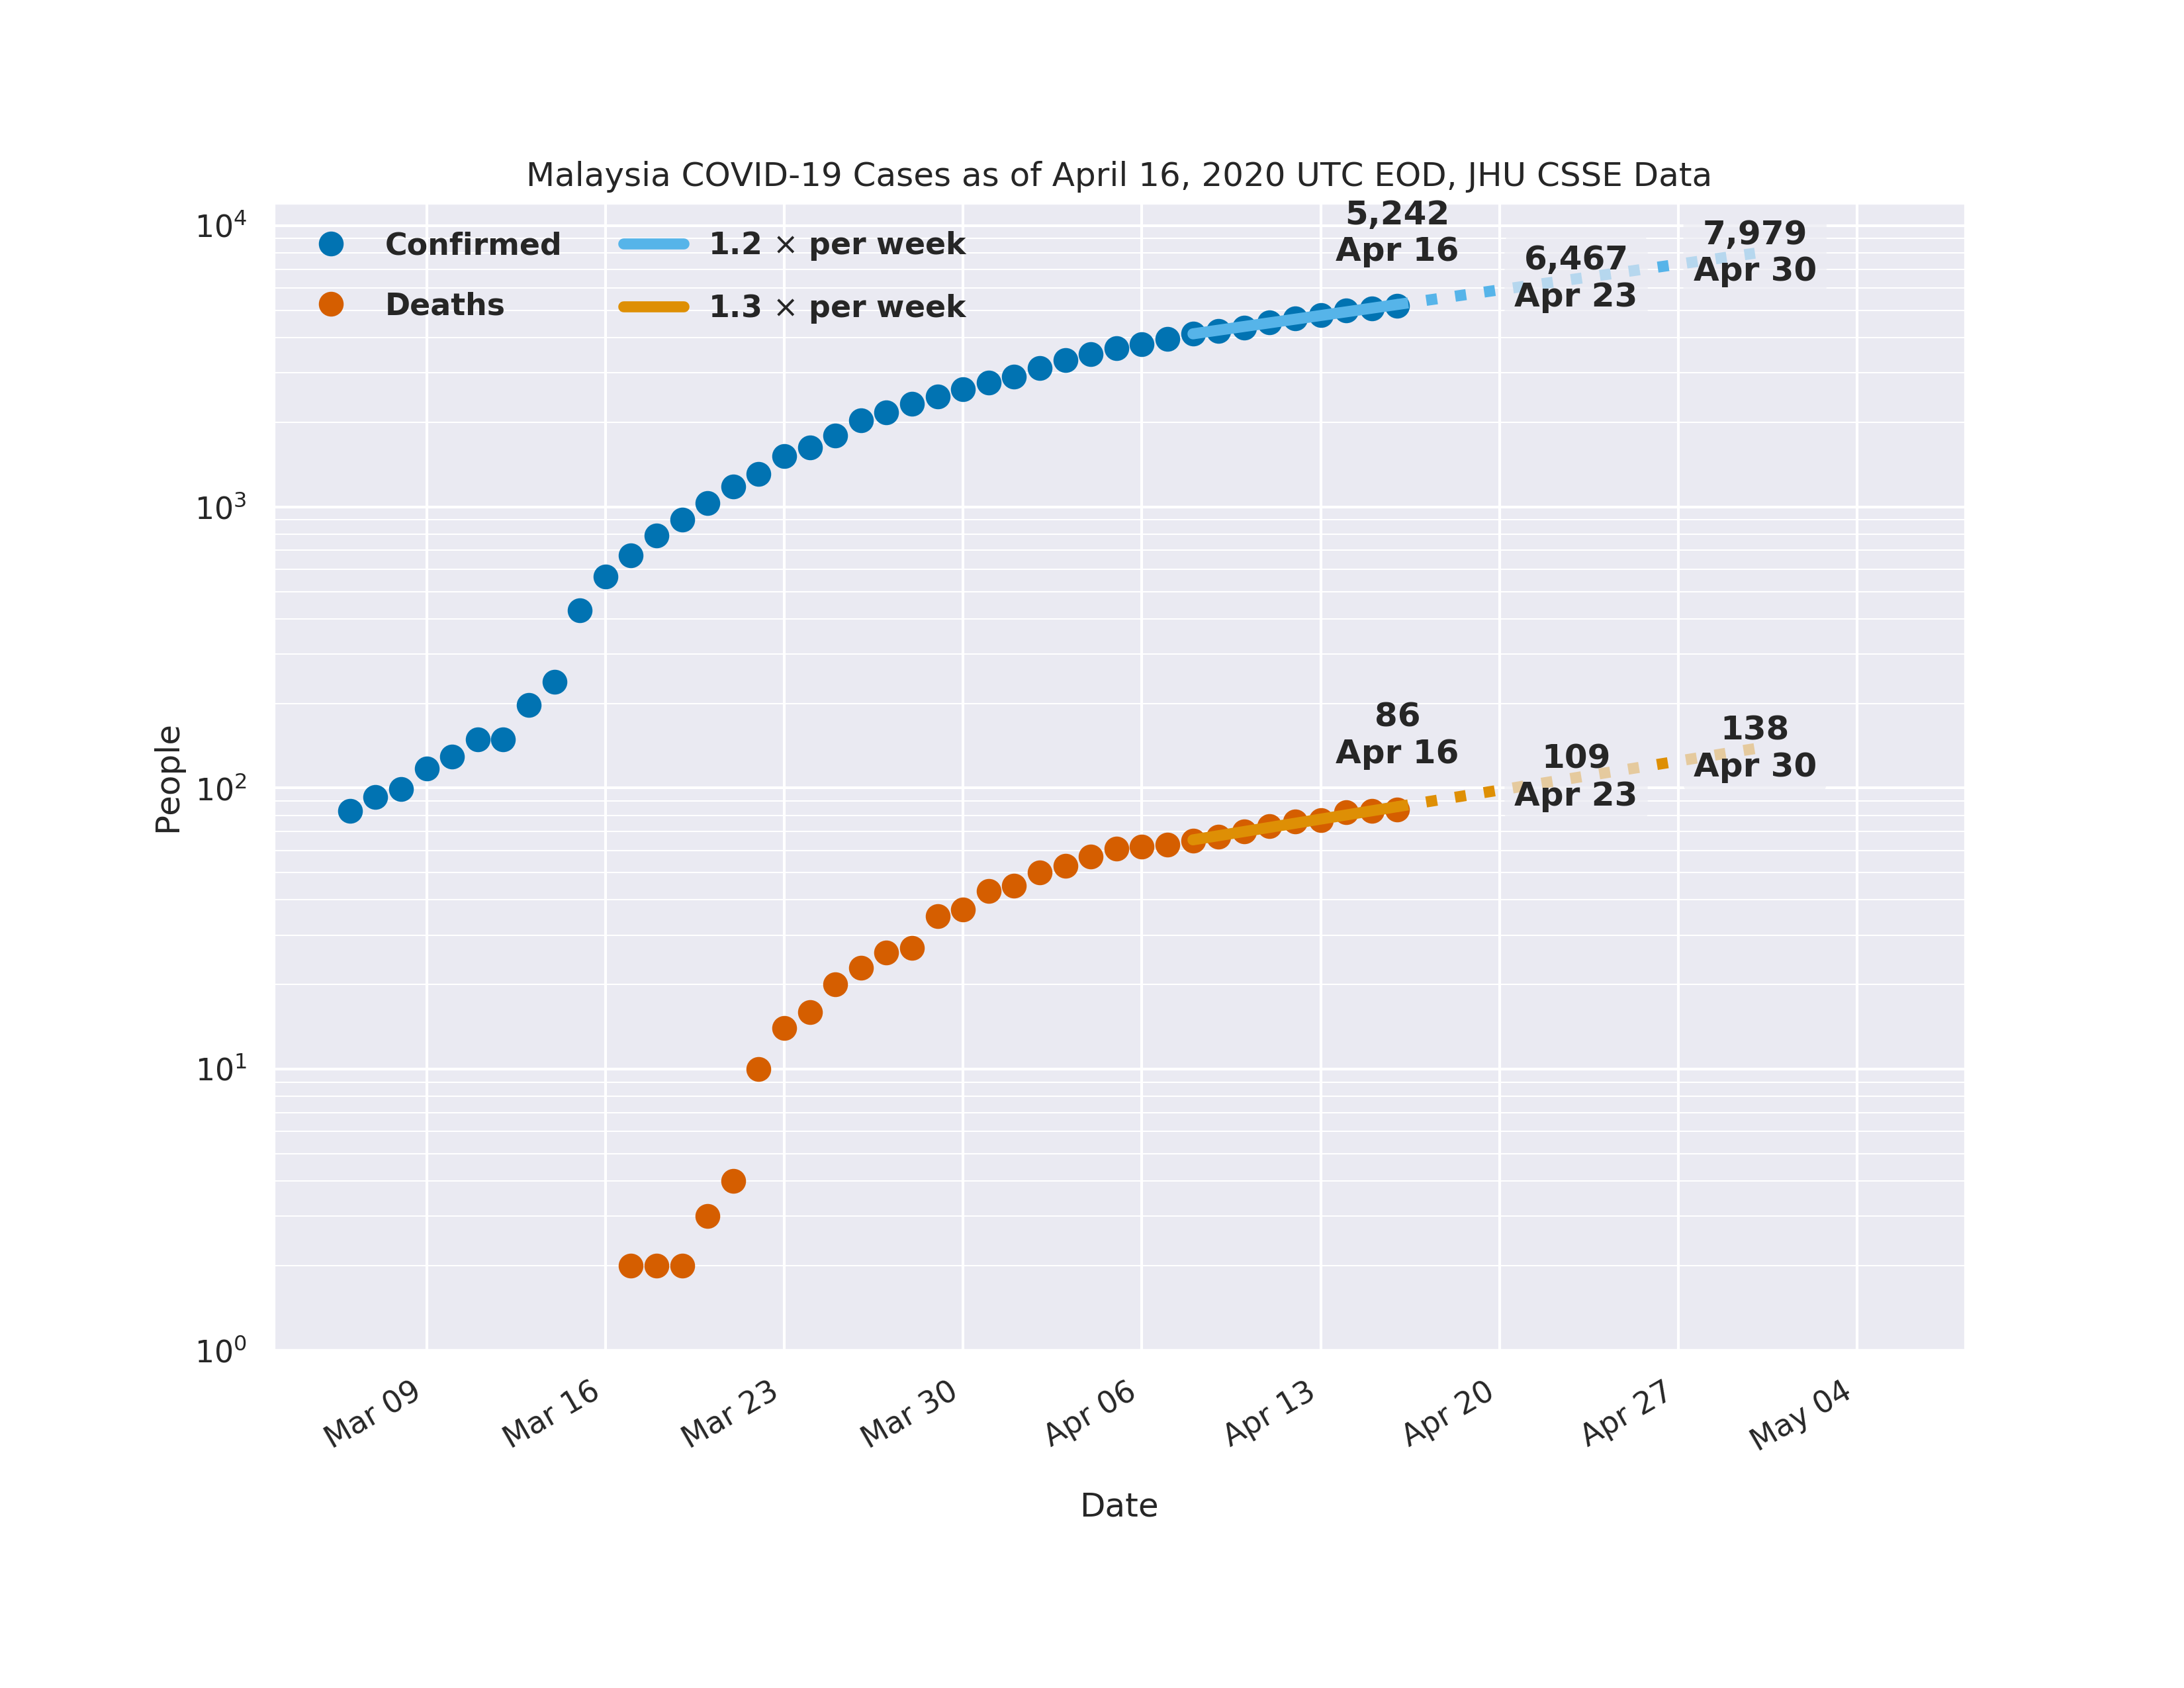 Malaysia COVID-19 Cases as of April 16, 2020 UTC EOD, JHU CSSE Data
Confirmed
Deaths
1.2 × per week
1.3 × per week
5,242
Apr 16
6,467
Apr 23
7,979
Apr 30
86
Apr 16
109
Apr 23
138
Apr 30
People
10⁴
10³
10²
10¹
10⁰
Mar 09
Mar 16
Mar 23
Mar 30
Apr 06
Apr 13
Apr 20
Apr 27
May 04
Date